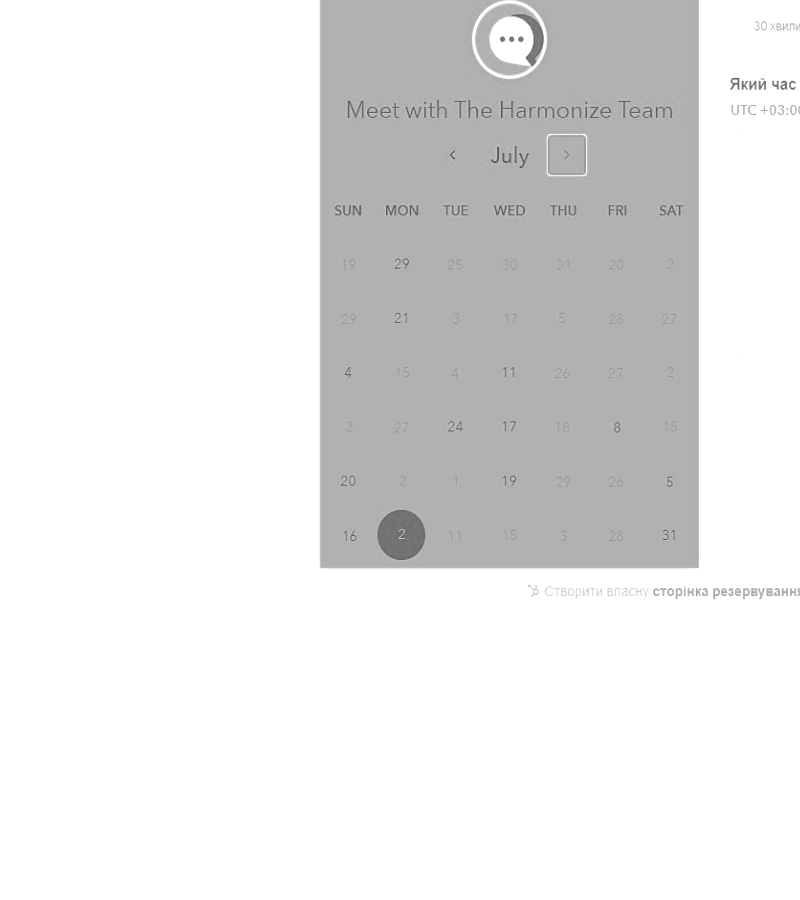 30 хвили
Meet with The Harmonize Team
Який час
UTC +03:00
July
SUN MON TUE WED THU FRI SAT
19 29 25 30 31 20 2
29 21 3 17 5 28 27
4 15 4 11 26 27 2
2 27 24 17 18 8 15
20 2 1 19 29 26 5
16 2 11 15 3 28 31
Створити власну сторінка резервування